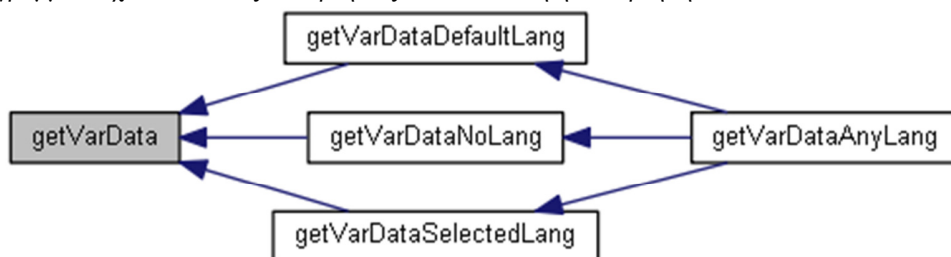 getVarDataDefaultLang
getVarData
getVarDataNoLang
getVarDataAnyLang
getVarDataSelectedLang